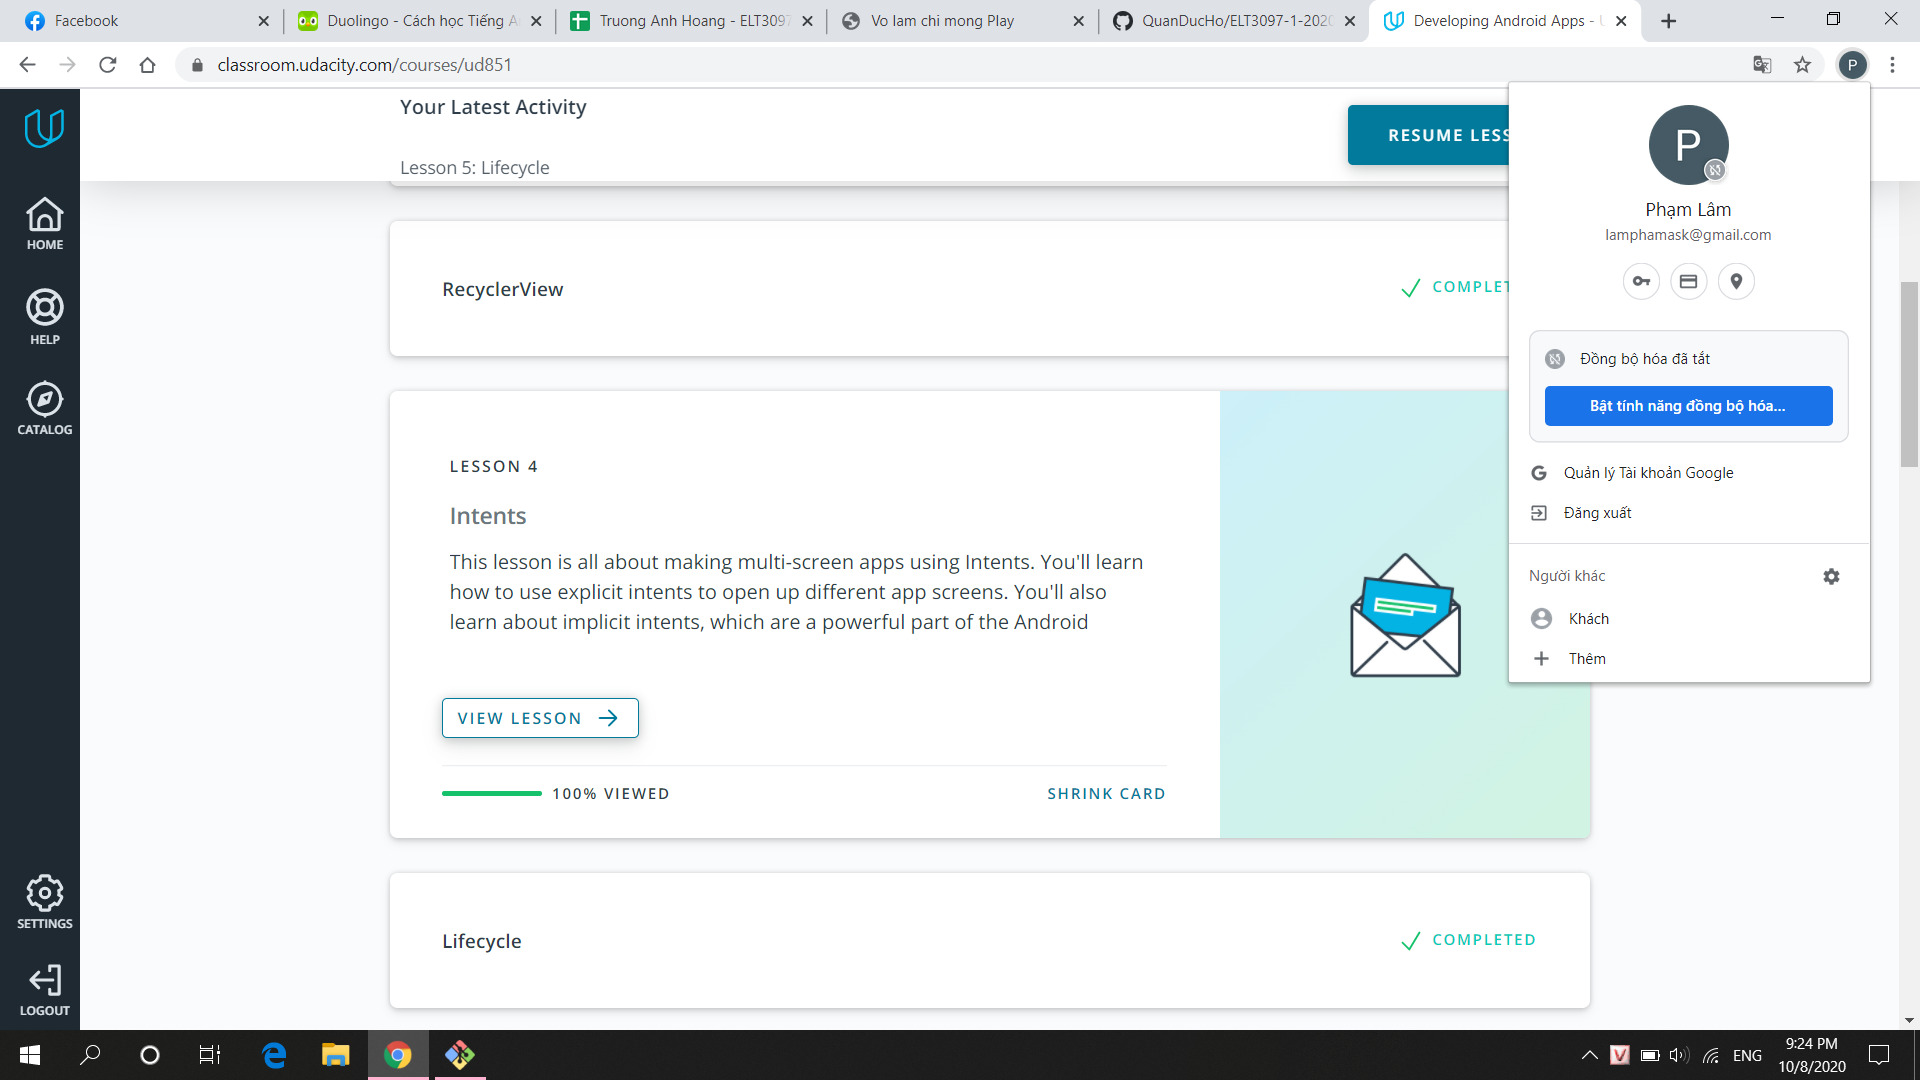 Facebook
Duolingo - Cách học Tiếng A
Truong Anh Hoang - ELT3097
Vo lam chi mong Play
QuanDucHo/ELT3097-1-2020
Developing Android Apps - U
classroom.udacity.com/courses/ud851
P
Your Latest Activity
Lesson 5: Lifecycle
RESUME LESS
HOME
HELP
CATALOG
SETTINGS
LOGOUT
RecyclerView
COMPLET
LESSON 4
Intents
This lesson is all about making multi-screen apps using Intents. You'll learn
how to use explicit intents to open up different app screens. You'll also
learn about implicit intents, which are a powerful part of the Android
VIEW LESSON
100% VIEWED
SHRINK CARD
Lifecycle
COMPLETED
P
Phạm Lâm
lamphamask@gmail.com
Đồng bộ hóa đã tắt
Bật tính năng đồng bộ hóa...
G Quản lý Tài khoản Google
Đăng xuất
Người khác
Khách
Thêm
V
ENG
9:24 PM
10/8/2020